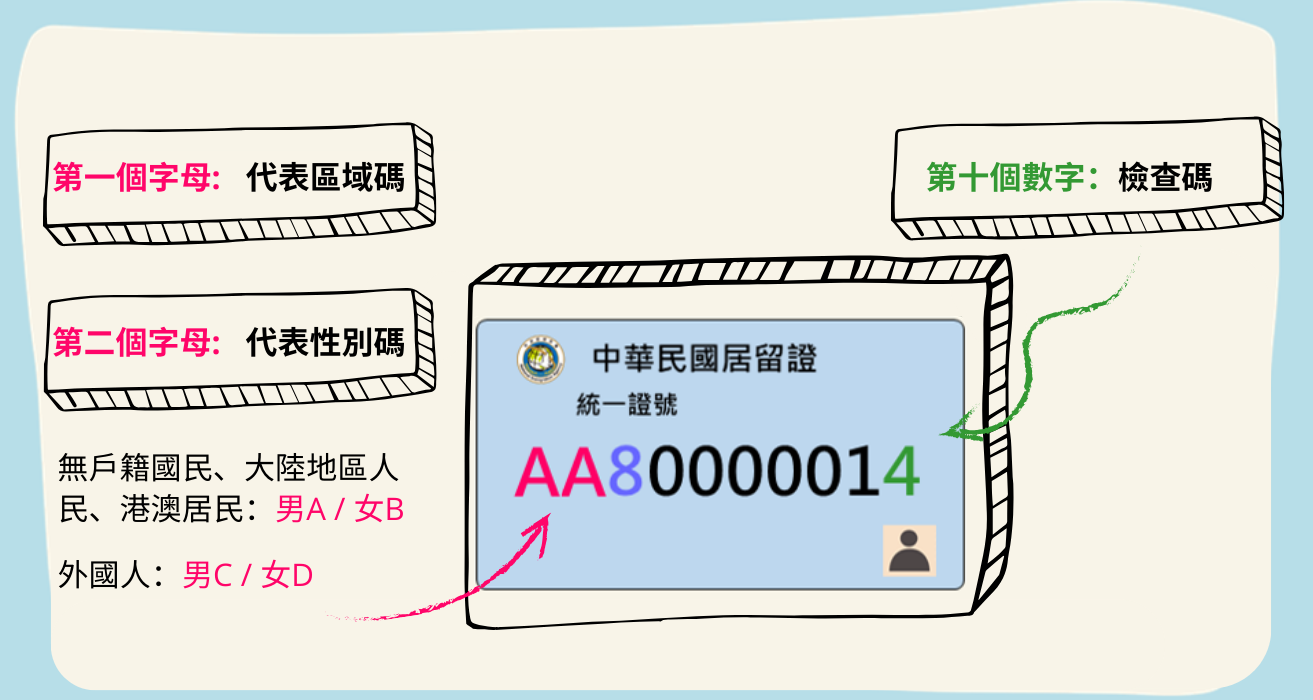 第一個字母: 代表區域碼
第十個數字：檢查碼
第二個字母: 代表性別碼
無戶籍國民、大陸地區人
民、港澳居民：男A / 女B
外國人：男C / 女D
中華民國居留證
統一證號
AA80000014